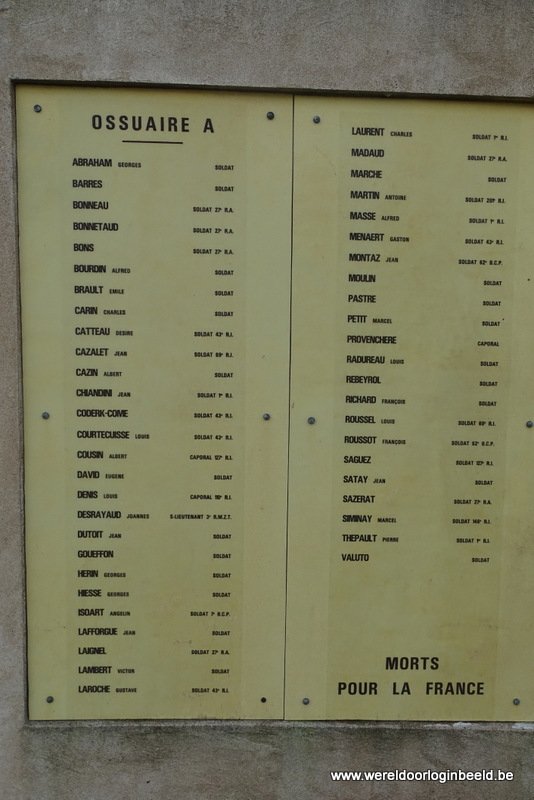 OSSUAIRE A
ABRAHAM GEORGES SOLDAT
BARRES SOLDAT
BONNEAU SOLDAT 27e R.A.
BONNETAUD SOLDAT 27e R.A.
BONS SOLDAT 27e R.A.
BOURDIN ALFRED SOLDAT
BRAULT EMILE SOLDAT
CARIN CHARLES SOLDAT
CATTEAU DESIRE SOLDAT 43e R.I.
CAZALET JEAN SOLDAT 89e R.I.
CAZIN ALBERT SOLDAT
CHIANDINI JEAN SOLDAT 1er R.I.
CODERK-COME SOLDAT 43e R.I.
COURTECUISSE LOUIS SOLDAT 43e R.I.
COUSIN ALBERT CAPORAL 127e R.I.
DAVID EUGENE SOLDAT
DENIS LOUIS CAPORAL 110e R.I.
DESRAYAUD JOANNES S-LIEUTENANT 3e R.M.Z.T.
DUTOIT JEAN SOLDAT
GOUEFFON SOLDAT
HERIN GEORGES SOLDAT
HIESSE GEORGES SOLDAT
ISOART ANGELIN SOLDAT 7e B.C.P.
LAFFORGUE JEAN SOLDAT
LAIGNEL SOLDAT 27e R.A.
LAMBERT VICTOR SOLDAT
LAROCHE GUSTAVE SOLDAT 43e R.I.
LAURENT CHARLES SOLDAT 1er R.I.
MADAUD SOLDAT 27e R.A.
MARCHE SOLDAT
MARTIN ANTOINE SOLDAT R.I.
MASSE ALFRED SOLDAT 1er R.I.
MENAERT GASTON SOLDAT 43e R.I.
MONTAZ JEAN SOLDAT 62e B.C.P.
MOULIN SOLDAT
PASTRE SOLDAT
PETIT MARCEL SOLDAT
PROVENCHERE CAPORAL
RADUREAU LOUIS SOLDAT
REBEYROL SOLDAT
RICHARD FRANÇOIS SOLDAT
ROUSSEL LOUIS SOLDAT 89e R.I.
ROUSSOT FRANÇOIS SOLDAT 52e B.C.P.
SAGUEZ SOLDAT 127e R.I.
SATAY JEAN SOLDAT
SAZERAT SOLDAT 27e R.A.
SIMINAY MARCEL SOLDAT 146e R.I.
THEPAULT PIERRE SOLDAT 1er R.I.
VALUTO SOLDAT
MORTS
POUR LA FRANCE
www.wereldoorloginbeeld.be